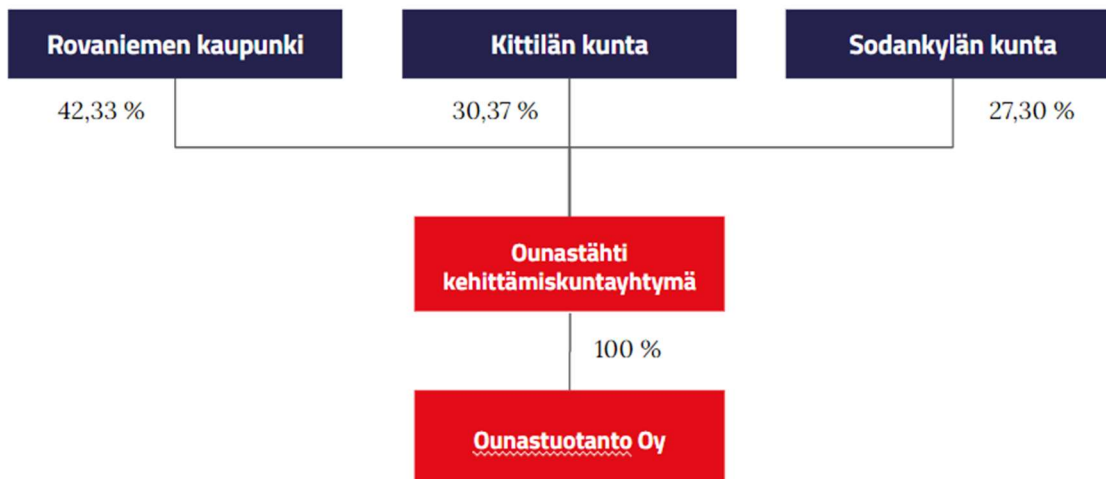 Rovaniemen kaupunki
Kittilän kunta
Sodankylän kunta
42,33 %
30,37 %
27,30 %
Ounastähti
kehittämiskuntayhtymä
100 %
Ounastuotanto Oy